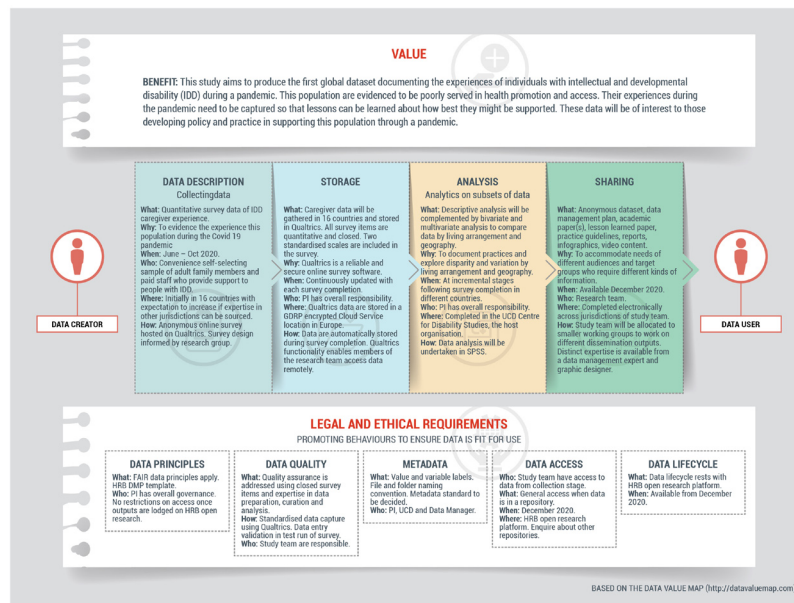 VALUE
BENEFIT: This study aims to produce the first global dataset documenting the experiences of individuals with intellectual and developmental
disability (IDD) during a pandemic. This population are evidenced to be poorly served in health promotion and access. Their experiences during
the pandemic need to be captured so that lessons can be learned about how best they might be supported. These data will be of interest to those
developing policy and practice in supporting this population through a pandemic.
DATA CREATOR
DATA DESCRIPTION
Collectingdata
What: Quantitative survey data of IDD
caregiver experience.
Why: To evidence the experience this
population during the Covid 19
pandemic
When: June – Oct 2020.
Who: Convenience self-selecting
sample of adult family members and
paid staff who provide support to
people with IDD.
Where: Initially in 16 countries with
expectation to increase if expertise in
other jurisdictions can be sourced.
How: Anonymous online survey
hosted on Qualtrics. Survey design
informed by research group.
STORAGE
What: Caregiver data will be
gathered in 16 countries and stored
in Qualtrics. All survey items are
quantitative and closed. Two
standardised scales are included in
the survey.
Why: Qualtrics is a reliable and
secure online survey software.
When: Continuously updated with
each survey completion
Who: PI has overall responsibility.
Where: Qualtrics data are stored in a
GDRP encrypted Cloud Service
location in Europe.
How: Data are automatically stored
during survey completion. Qualtrics
functionality enables members of
the research team access data
remotely.
ANALYSIS
Analytics on subsets of data
What: Descriptive analysis will be
complemented by bivariate and
multivariate analysis to compare
data by living arrangement and
geography.
Why: To document practices and
explore disparity and variation by
living arrangement and geography.
When: At incremental stages
following survey completion in
different countries.
Who: PI has overall responsibility.
Where: Completed in the UCD Centre
for Disability Studies, the host
organisation.
How: Data analysis will be
undertaken in SPSS.
SHARING
What: Anonymous dataset, data
management plan, academic
paper(s), lesson learned paper,
practice guidelines, reports,
infographics, video content.
Why: To accommodate needs of
different audiences and target
groups who require different kinds of
information.
When: Available December 2020.
Who: Research team.
Where: Completed electronically
across jurisdictions of study team.
How: Study team will be allocated to
smaller working groups to work on
different dissemination outputs.
Distinct expertise is available from
a data management expert and
graphic designer.
DATA USER
LEGAL AND ETHICAL REQUIREMENTS
PROMOTING BEHAVIOURS TO ENSURE DATA IS FIT FOR USE
DATA PRINCIPLES
What: FAIR data principles apply.
HRB DMP template.
Who: PI has overall governance.
No restrictions on access once
outputs are lodged on HRB open
research.
DATA QUALITY
What: Quality assurance is
addressed using closed survey
items and expertise in data
preparation, curation and
analysis.
How: Standardised data capture
using Qualtrics. Data entry
validation in test run of survey.
Who: Study team are responsible.
METADATA
What: Value and variable labels.
File and folder naming
convention. Metadata standard to
be decided.
Who: PI, UCD and Data Manager.
DATA ACCESS
Who: Study team have access to
data from collection stage.
What: General access when data
in a repository.
When: December 2020.
Where: HRB open research
platform. Enquire about other
repositories.
DATA LIFECYCLE
What: Data lifecycle rests with
HRB open research platform.
When: Available from December
2020.
BASED ON THE DATA VALUE MAP (http://datavaluemap.com